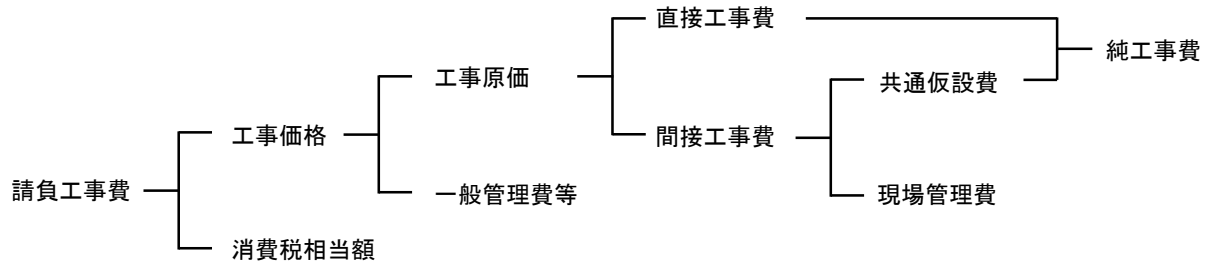 直接工事費
純工事費
工事原価
共通仮設費
工事価格
間接工事費
請負工事費
一般管理費等
現場管理費
消費税相当額